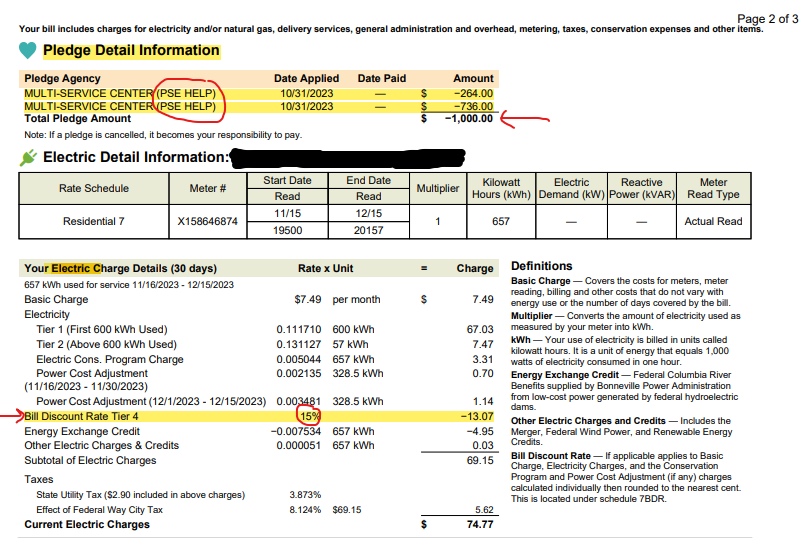 Page 2 of 3
Your bill includes charges for electricity and/or natural gas, delivery services, general administration and overhead, metering, taxes, conservation expenses and other items.
Pledge Detail Information
Pledge Agency Date Applied Date Paid Amount
MULTI-SERVICE CENTER (PSE HELP) 10/31/2023 — $ −264.00
MULTI-SERVICE CENTER (PSE HELP) 10/31/2023 — $ −736.00
Total Pledge Amount $ −1,000.00
Note: If a pledge is cancelled, it becomes your responsibility to pay.
Electric Detail Information:
Rate Schedule Meter # Start Date End Date Multiplier Kilowatt Hours (kWh) Electric Demand (kW) Reactive Power (kVAR) Meter Read Type
Read Read
Residential 7 X158646874 11/15 12/15 1 657 — — Actual Read
19500 20157
Your Electric Charge Details (30 days) Rate x Unit = Charge
657 kWh used for service 11/16/2023 - 12/15/2023
Basic Charge $7.49 per month $ 7.49
Electricity
Tier 1 (First 600 kWh Used) 0.111710 600 kWh 67.03
Tier 2 (Above 600 kWh Used) 0.131127 57 kWh 7.47
Electric Cons. Program Charge 0.005044 657 kWh 3.31
Power Cost Adjustment 0.002135 328.5 kWh 0.70
(11/16/2023 - 11/30/2023)
Power Cost Adjustment (12/1/2023 - 12/15/2023) 0.003481 328.5 kWh 1.14
Bill Discount Rate Tier 4 15% −13.07
Energy Exchange Credit −0.007534 657 kWh −4.95
Other Electric Charges & Credits 0.000051 657 kWh 0.03
Subtotal of Electric Charges 69.15
Taxes
State Utility Tax ($2.90 included in above charges) 3.873%
Effect of Federal Way City Tax 8.124% $69.15 5.62
Current Electric Charges $ 74.77
Definitions
Basic Charge — Covers the costs for meters, meter
reading, billing and other costs that do not vary with
energy use or the number of days covered by the bill.
Multiplier — Converts the amount of electricity used as
measured by your meter into kWh.
kWh — Your use of electricity is billed in units called
kilowatt hours. It is a unit of energy that equals 1,000
watts of electricity consumed in one hour.
Energy Exchange Credit — Federal Columbia River
Benefits supplied by Bonneville Power Administration
from low-cost power generated by federal hydroelectric
dams.
Other Electric Charges and Credits — Includes the
Merger, Federal Wind Power, and Renewable Energy
Credits.
Bill Discount Rate — If applicable applies to Basic
Charge, Electricity Charges, and the Conservation
Program and Power Cost Adjustment (if any) charges
calculated individually then rounded to the nearest cent.
This is located under schedule 7BDR.